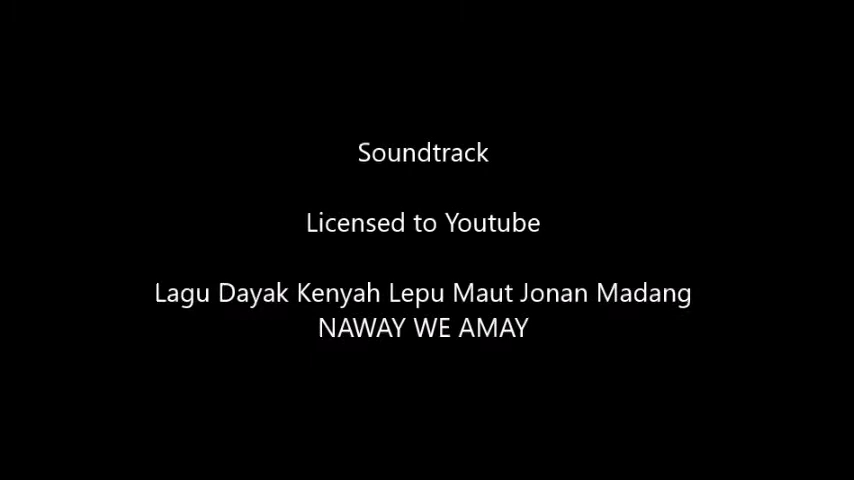 Soundtrack
Licensed to Youtube
Lagu Dayak Kenyah Lepu Maut Jonan Madang
NAWAY WE AMAY